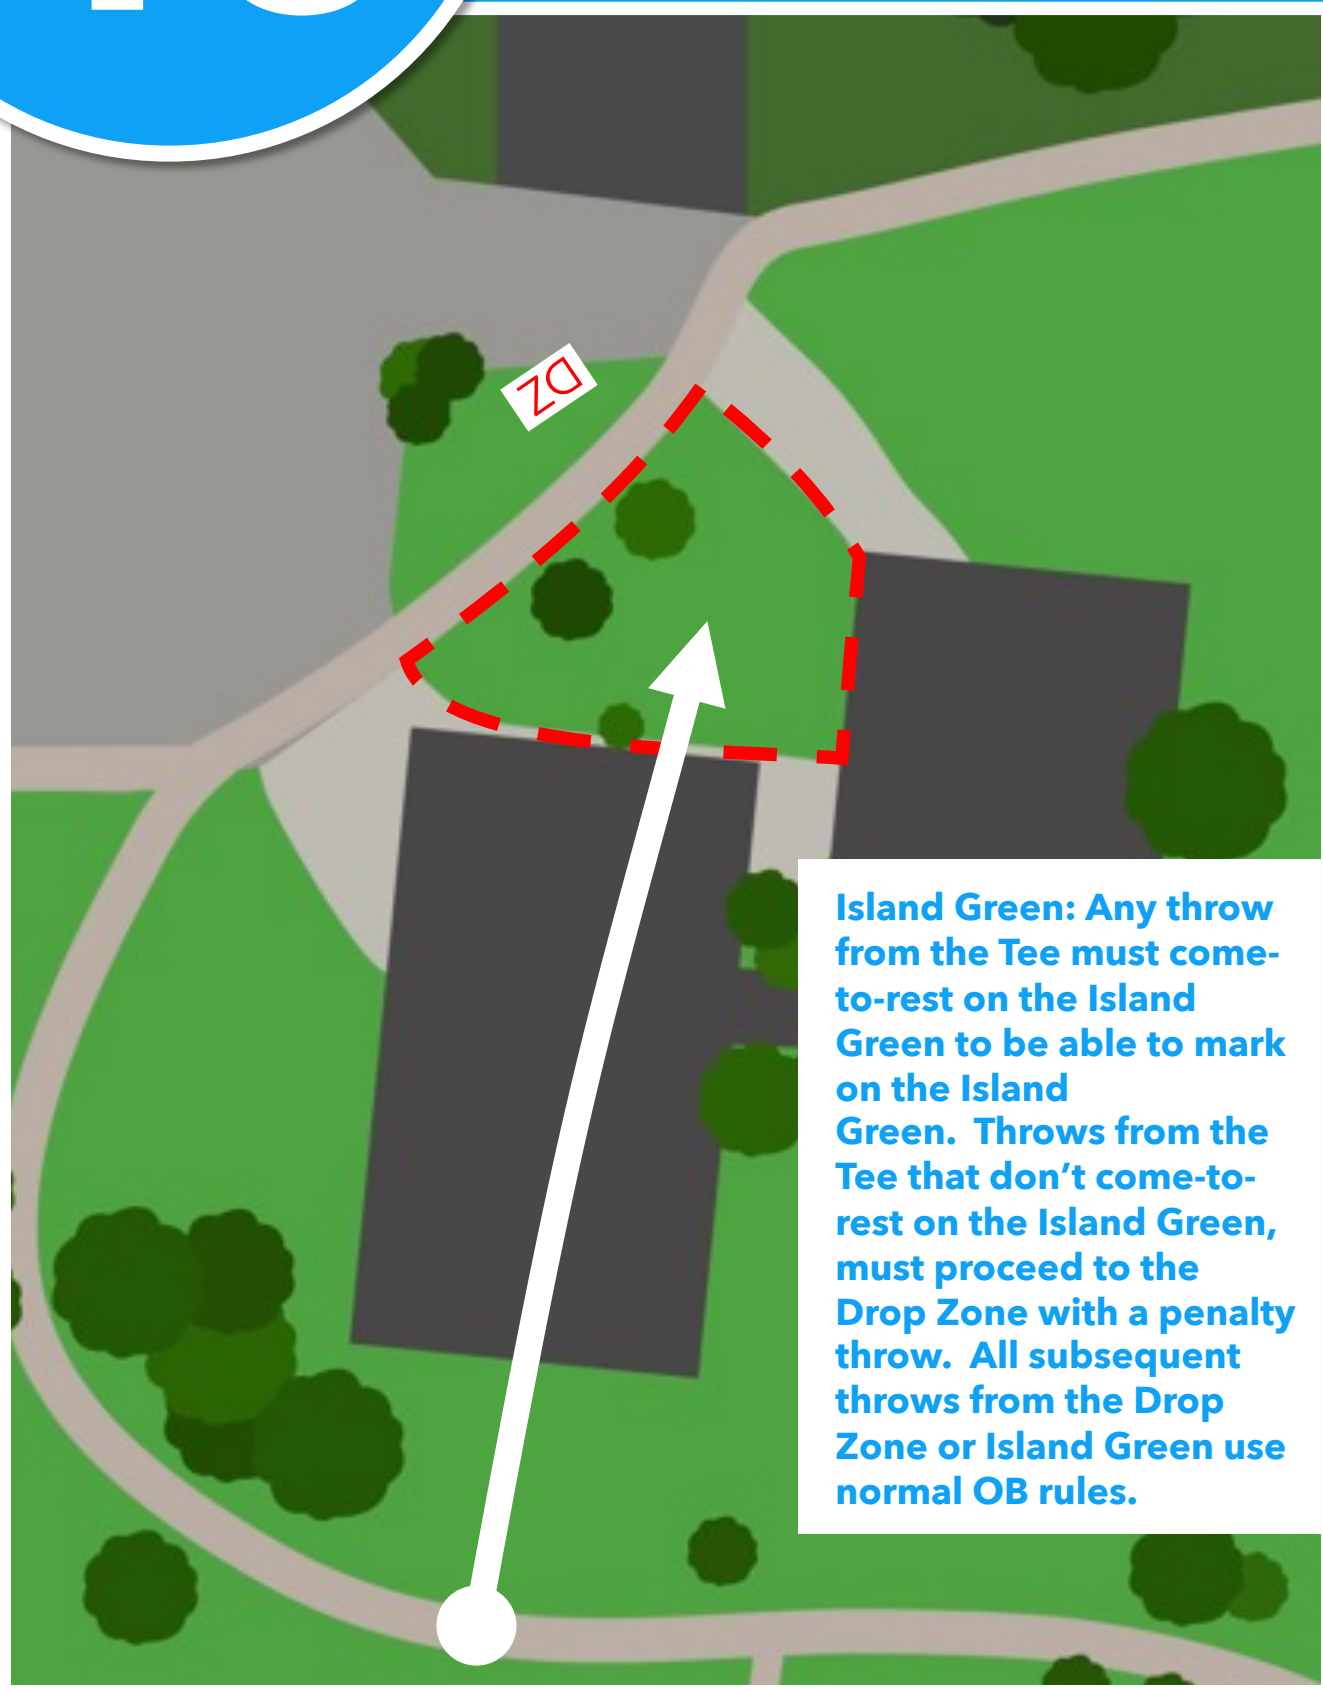 DZ
Island Green: Any throw
from the Tee must come-
to-rest on the Island
Green to be able to mark
on the Island
Green.  Throws from the
Tee that don’t come-to-
rest on the Island Green,
must proceed to the
Drop Zone with a penalty
throw.  All subsequent
throws from the Drop
Zone or Island Green use
normal OB rules.